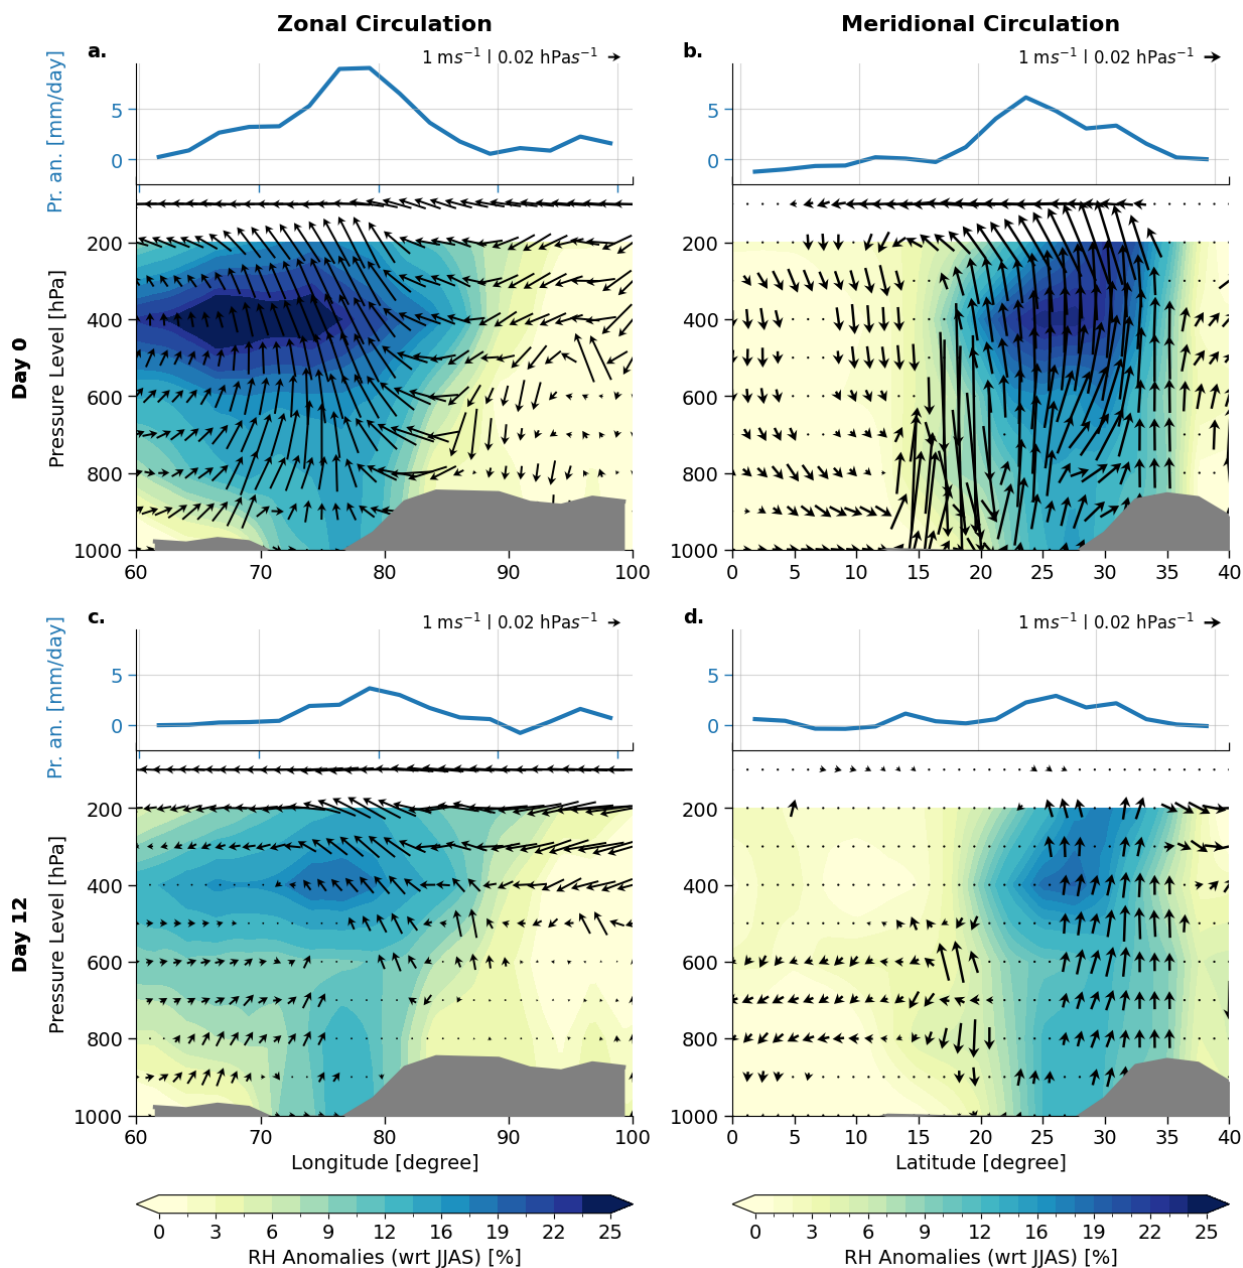 Zonal Circulation
Meridional Circulation
a.
1 ms⁻¹ | 0.02 hPas⁻¹
b.
1 ms⁻¹ | 0.02 hPas⁻¹
Pr. an. [mm/day]
5
0
5
0
Day 0
Pressure Level [hPa]
200
400
600
800
1000
200
400
600
800
1000
60 70 80 90 100
0 5 10 15 20 25 30 35 40
c.
1 ms⁻¹ | 0.02 hPas⁻¹
d.
1 ms⁻¹ | 0.02 hPas⁻¹
Pr. an. [mm/day]
5
0
5
0
Day 12
Pressure Level [hPa]
200
400
600
800
1000
200
400
600
800
1000
60 70 80 90 100
0 5 10 15 20 25 30 35 40
Longitude [degree]
Latitude [degree]
0 3 6 9 12 16 19 22 25
0 3 6 9 12 16 19 22 25
RH Anomalies (wrt JJAS) [%]
RH Anomalies (wrt JJAS) [%]